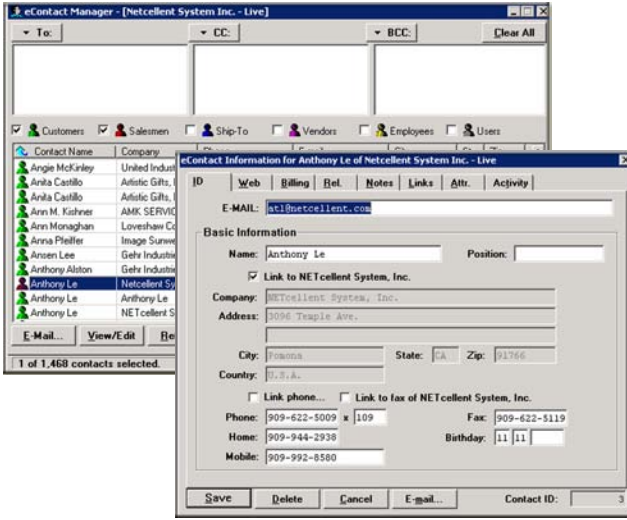 eContact Manager - [Netcellent System Inc. - Live]
To: CC: BCC: Clear All
Customers Salesmen Ship-To Vendors Employees Users
Contact Name Company
Angie McKinley United Indust
Anita Castillo Artistic Gifts, I
Anita Castillo Artistic Gifts, I
Ann M. Kishner AMK SERVIC
Ann Monaghan Loveshaw Co
Anna Pfeiffer Image Sunwe
Ansen Lee Gehr Industrie
Anthony Alston Gehr Industrie
Anthony Le Netcellent Sy
Anthony Le Anthony Le
Anthony Le NETcellent S
E-Mail... View/Edit Re
1 of 1,468 contacts selected.
eContact Information for Anthony Le of Netcellent System Inc. - Live
ID Web Billing Rel. Notes Links Attr. Activity
E-MAIL: atl@netcellent.com
Basic Information
Name: Anthony Le Position:
Link to NETcellent System, Inc.
Company: NETcellent System, Inc.
Address: 3096 Temple Ave.
City: Pomona State: CA Zip: 91766
Country: U.S.A.
Link phone... Link to fax of NETcellent System, Inc.
Phone: 909-622-5009 x 109 Fax: 909-622-5119
Home: 909-944-2938 Birthday: 11 11
Mobile: 909-992-8580
Save Delete Cancel E-mail... Contact ID: 3